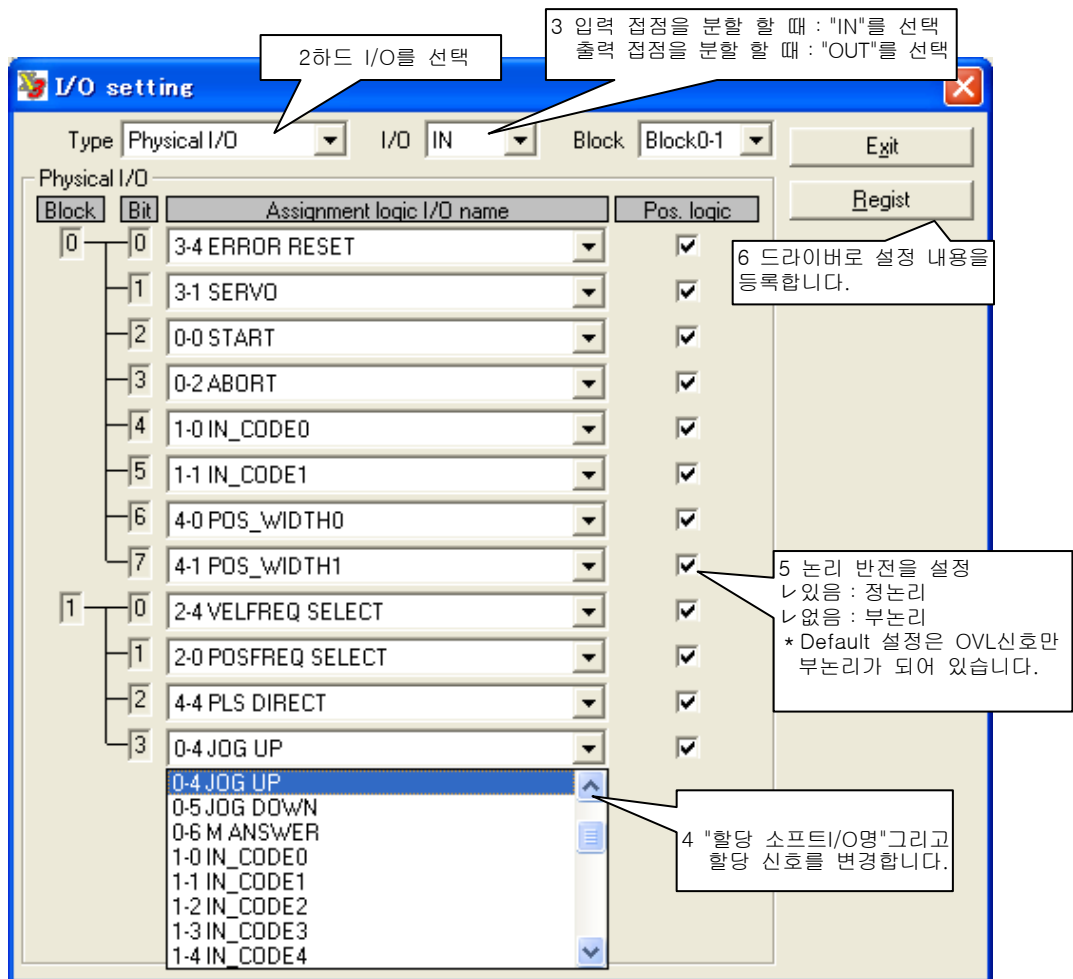 3 입력 접점을 분할 할 때 : "IN"를 선택
출력 접점을 분할 할 때 : "OUT"를 선택
2하드 I/O를 선택
I/O setting
Type Physical I/O I/O IN Block Block0-1 Exit
Physical I/O
Regist
Block Bit Assignment logic I/O name Pos. logic
0 0 3-4 ERROR RESET
6 드라이버로 설정 내용을
등록합니다.
1 3-1 SERVO
2 0-0 START
3 0-2 ABORT
4 1-0 IN_CODE0
5 1-1 IN_CODE1
6 4-0 POS_WIDTH0
7 4-1 POS_WIDTH1
5 논리 반전을 설정
レ있음 : 정논리
レ없음 : 부논리
* Default 설정은 OVL신호만
부논리가 되어 있습니다.
1 0 2-4 VELFREQ SELECT
1 2-0 POSFREQ SELECT
2 4-4 PLS DIRECT
3 0-4 JOG UP
0-4 JOG UP
0-5 JOG DOWN
0-6 M ANSWER
1-0 IN_CODE0
1-1 IN_CODE1
1-2 IN_CODE2
1-3 IN_CODE3
1-4 IN_CODE4
4 "할당 소프트I/O명"그리고
할당 신호를 변경합니다.